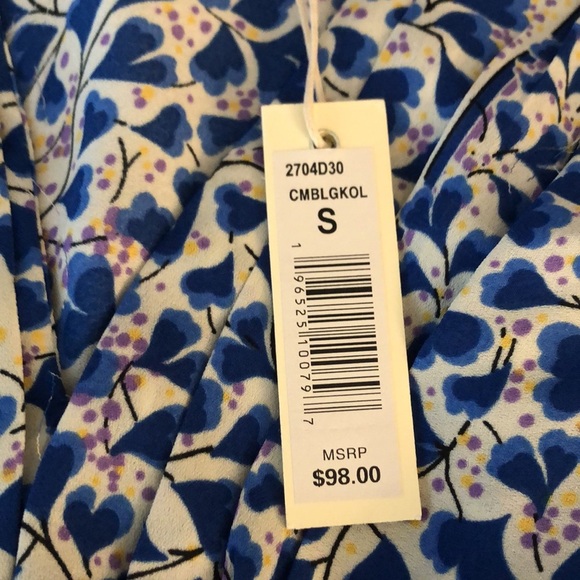 2704D30
CMBLGKOL
S
1 96525 10079 7
MSRP
$98.00